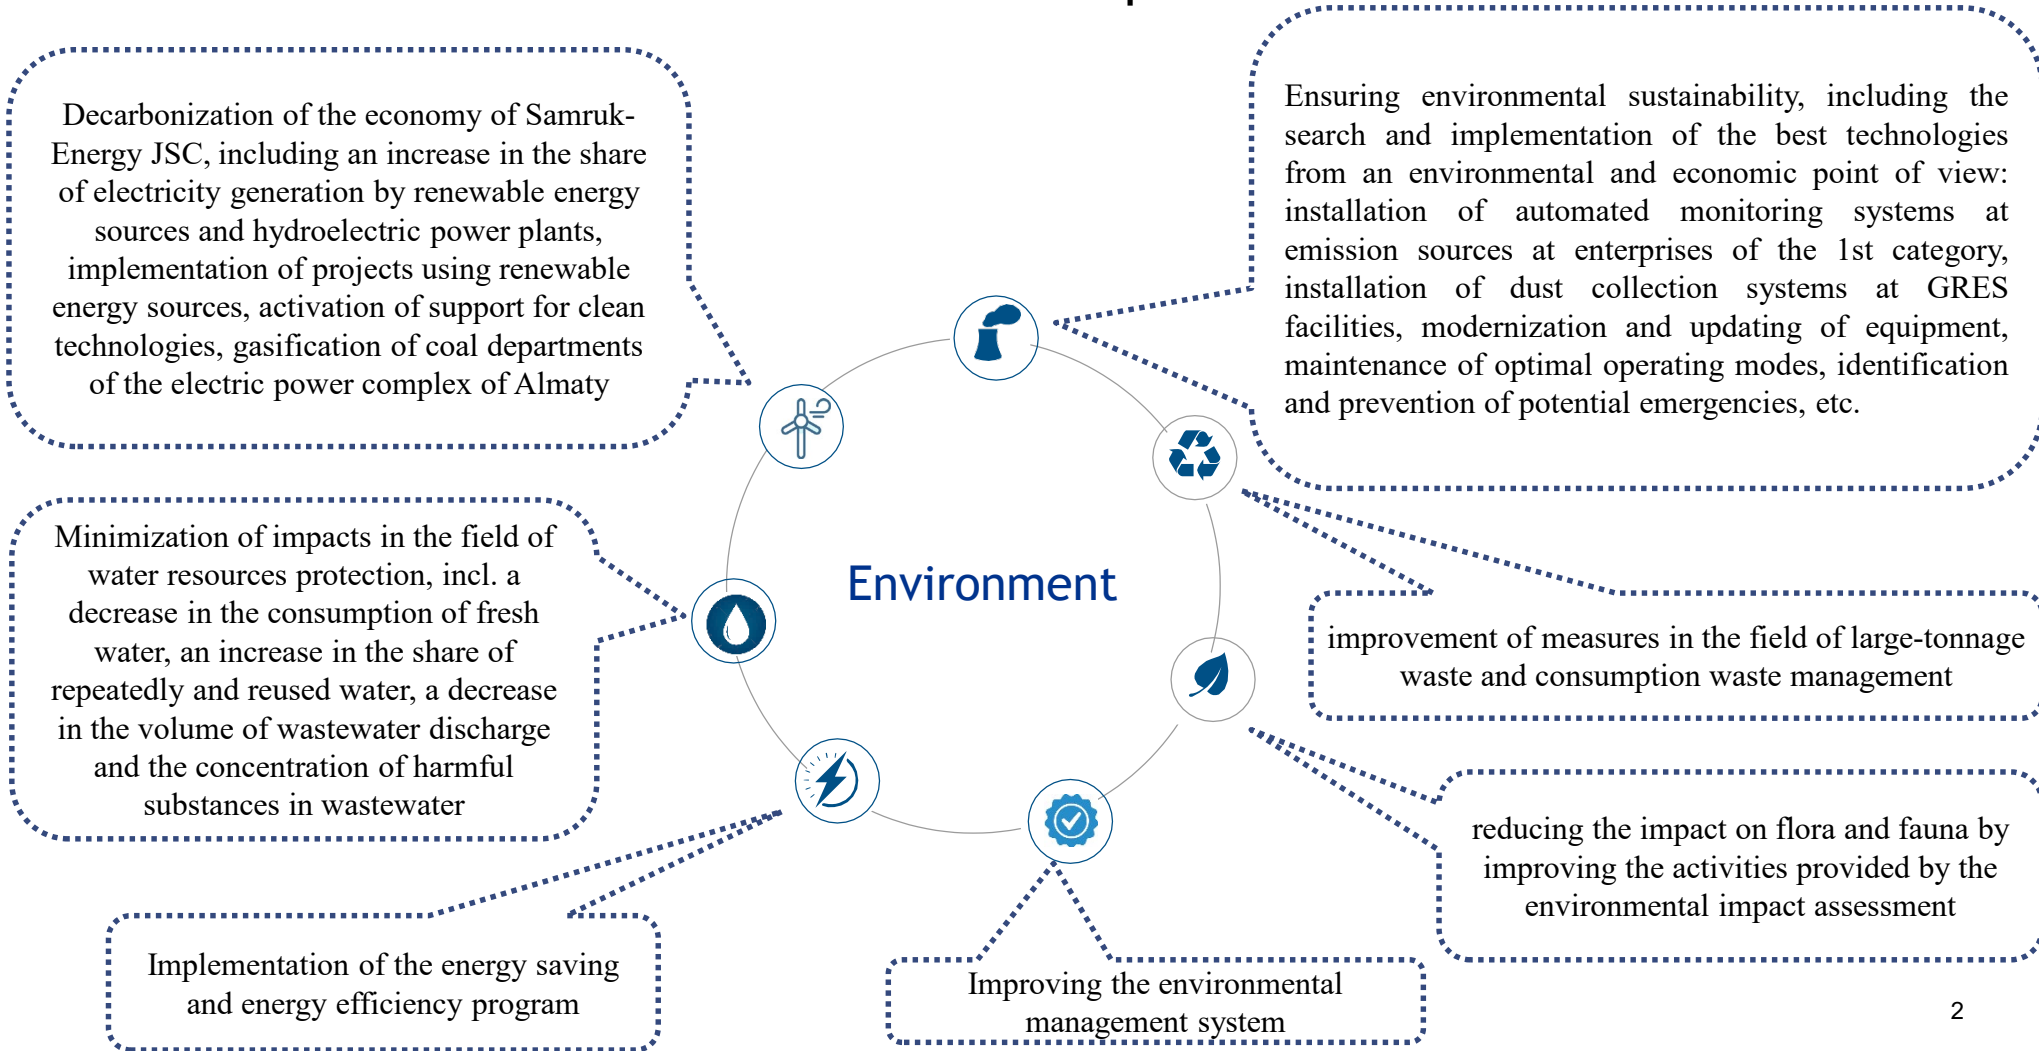 Decarbonization of the economy of Samruk-
Energy JSC, including an increase in the share
of electricity generation by renewable energy
sources and hydroelectric power plants,
implementation of projects using renewable
energy sources, activation of support for clean
technologies, gasification of coal departments
of the electric power complex of Almaty
Ensuring environmental sustainability, including the
search and implementation of the best technologies
from an environmental and economic point of view:
installation of automated monitoring systems at
emission sources at enterprises of the 1st category,
installation of dust collection systems at GRES
facilities, modernization and updating of equipment,
maintenance of optimal operating modes, identification
and prevention of potential emergencies, etc.
Minimization of impacts in the field of
water resources protection, incl. a
decrease in the consumption of fresh
water, an increase in the share of
repeatedly and reused water, a decrease
in the volume of wastewater discharge
and the concentration of harmful
substances in wastewater
Environment
improvement of measures in the field of large-tonnage
waste and consumption waste management
reducing the impact on flora and fauna by
improving the activities provided by the
environmental impact assessment
Implementation of the energy saving
and energy efficiency program
Improving the environmental
management system
2